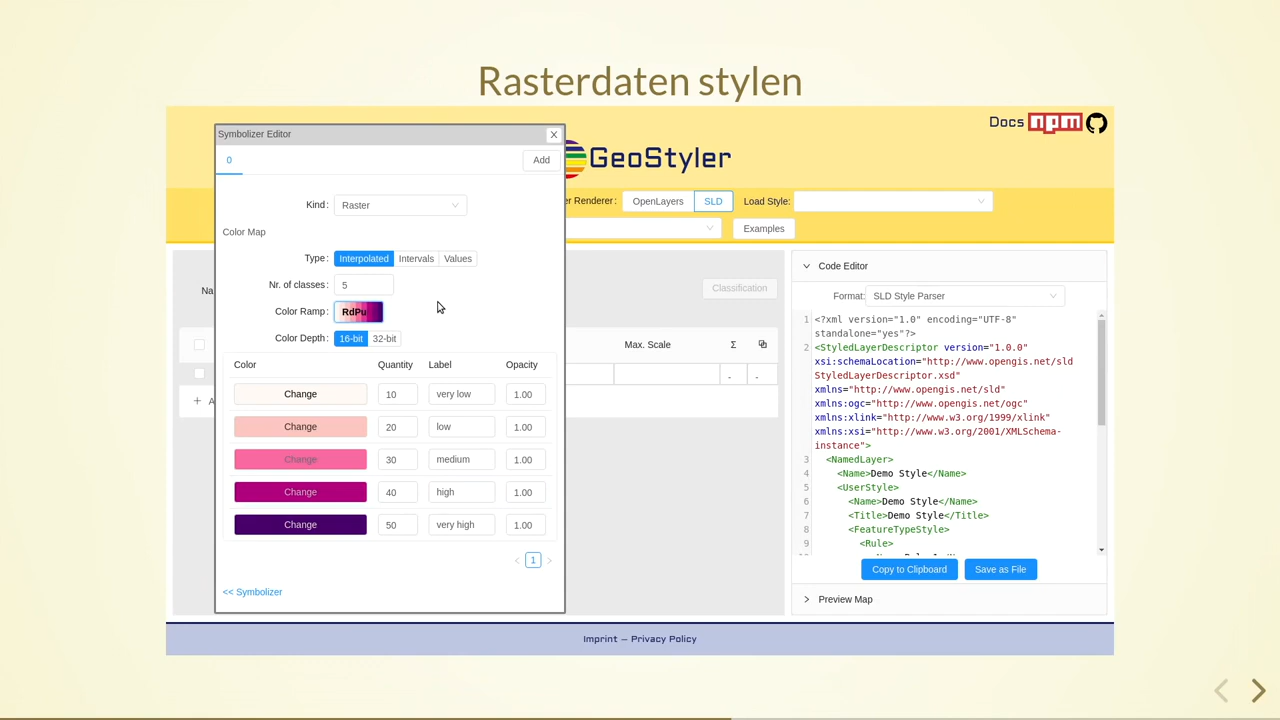 Rasterdaten stylen
Docs npm
GeoStyler
Symbolizer Editor X
0 Add
Kind: Raster
Color Map
Type: Interpolated Intervals Values
Nr. of classes: 5
Color Ramp: RdPu
Color Depth: 16-bit 32-bit
Color Quantity Label Opacity
Change 10 very low 1.00
Change 20 low 1.00
Change 30 medium 1.00
Change 40 high 1.00
Change 50 very high 1.00
< 1 >
<< Symbolizer
er Renderer: OpenLayers SLD Load Style:
Examples
Na
Classification
Max. Scale Σ
- -
+ A
Code Editor
Format: SLD Style Parser
1 <?xml version="1.0" encoding="UTF-8"
standalone="yes"?>
2 <StyledLayerDescriptor version="1.0.0"
xsi:schemaLocation="http://www.opengis.net/sld
StyledLayerDescriptor.xsd"
xmlns="http://www.opengis.net/sld"
xmlns:ogc="http://www.opengis.net/ogc"
xmlns:xlink="http://www.w3.org/1999/xlink"
xmlns:xsi="http://www.w3.org/2001/XMLSchema-
instance">
3 <NamedLayer>
4 <Name>Demo Style</Name>
5 <UserStyle>
6 <Name>Demo Style</Name>
7 <Title>Demo Style</Title>
8 <FeatureTypeStyle>
9 <Rule>
Copy to Clipboard Save as File
Preview Map
Imprint – Privacy Policy